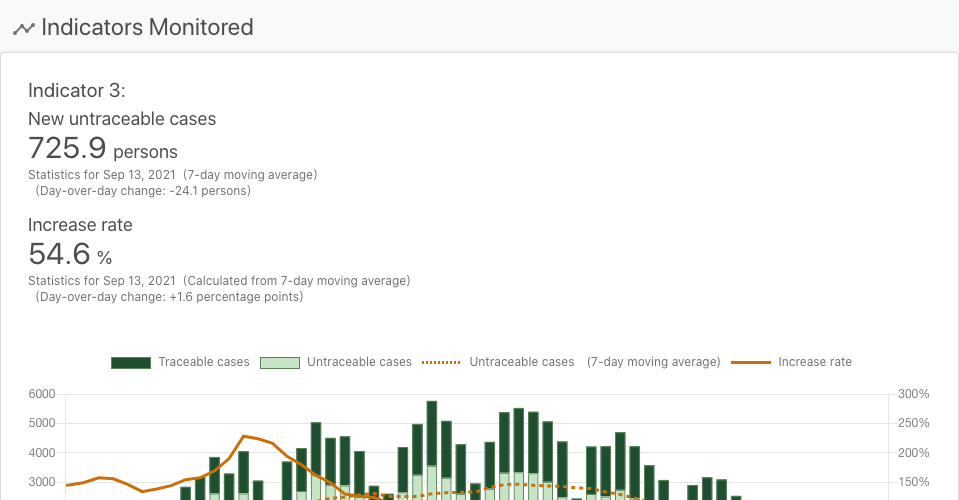 Indicators Monitored
Indicator 3:
New untraceable cases
725.9 persons
Statistics for Sep 13, 2021 (7-day moving average)
(Day-over-day change: -24.1 persons)
Increase rate
54.6 %
Statistics for Sep 13, 2021 (Calculated from 7-day moving average)
(Day-over-day change: +1.6 percentage points)
Traceable cases Untraceable cases Untraceable cases (7-day moving average) Increase rate
6000 300%
5000 250%
4000 200%
3000 150%